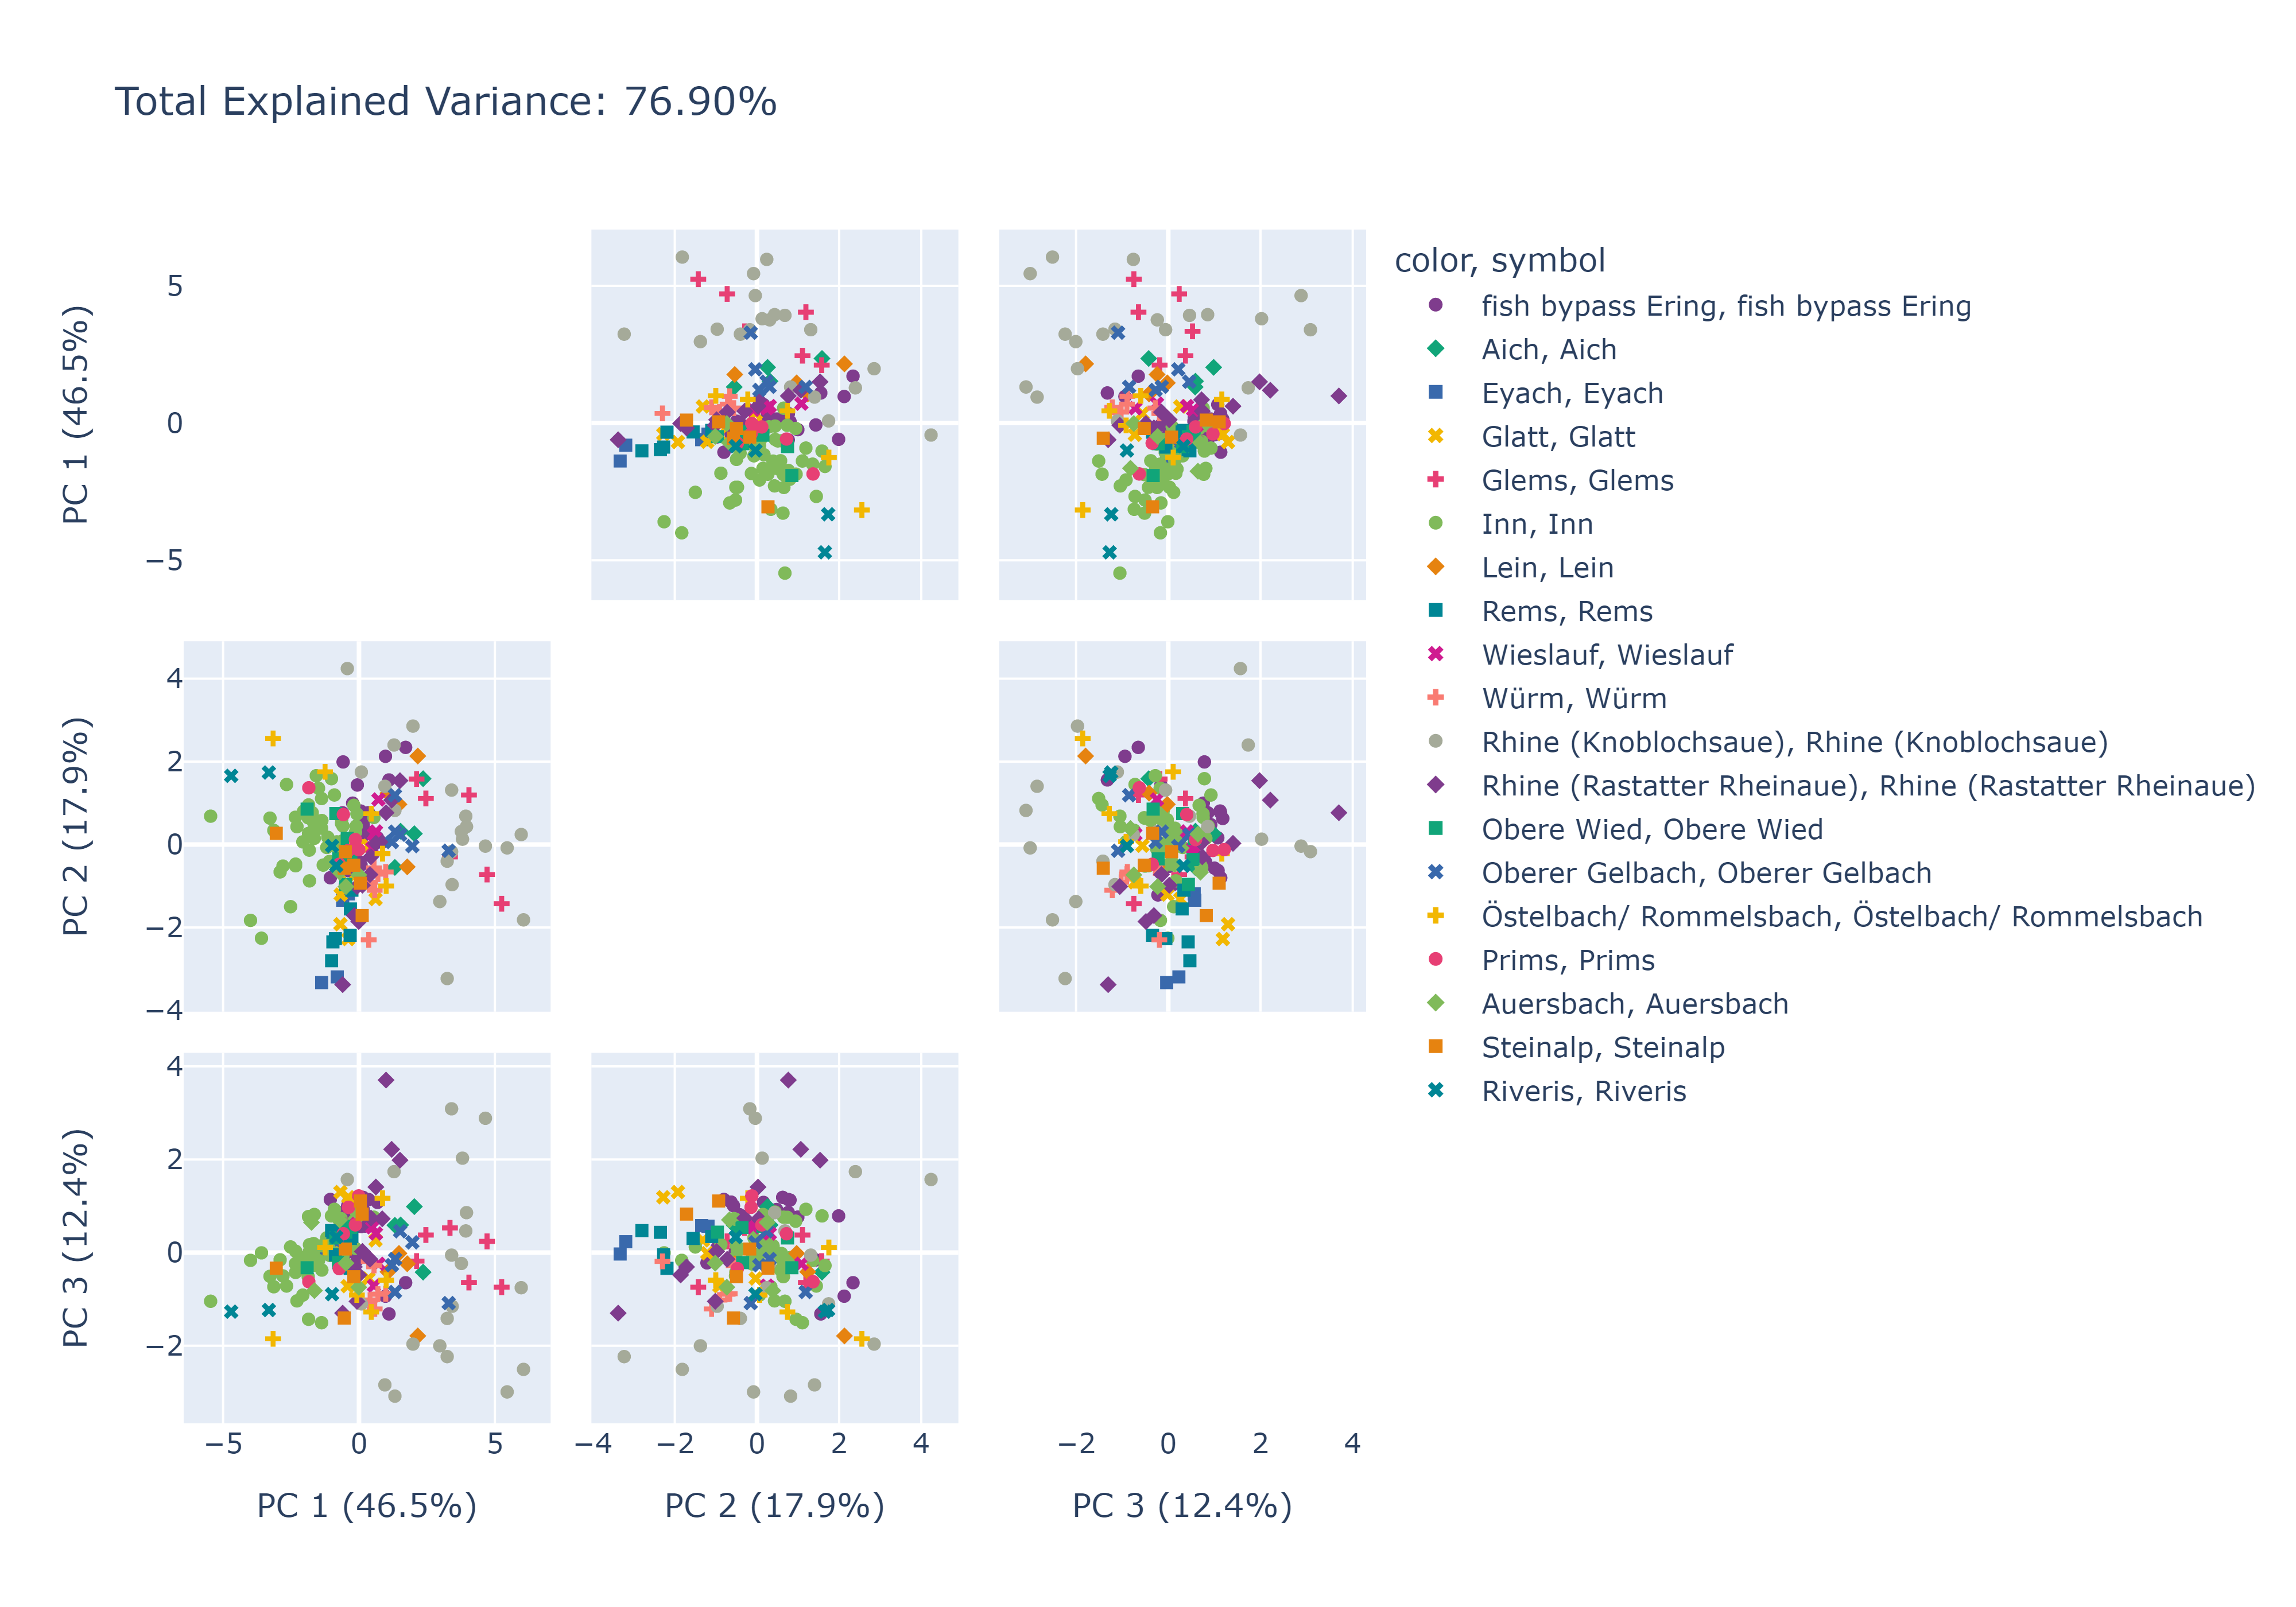 Total Explained Variance: 76.90%
color, symbol
fish bypass Ering, fish bypass Ering
Aich, Aich
Eyach, Eyach
Glatt, Glatt
Glems, Glems
Inn, Inn
Lein, Lein
Rems, Rems
Wieslauf, Wieslauf
Würm, Würm
Rhine (Knoblochsaue), Rhine (Knoblochsaue)
Rhine (Rastatter Rheinaue), Rhine (Rastatter Rheinaue)
Obere Wied, Obere Wied
Oberer Gelbach, Oberer Gelbach
Östelbach/ Rommelsbach, Östelbach/ Rommelsbach
Prims, Prims
Auersbach, Auersbach
Steinalp, Steinalp
Riveris, Riveris
PC 1 (46.5%)
5
0
−5
PC 2 (17.9%)
4
2
0
−2
−4
PC 3 (12.4%)
4
2
0
−2
−5 0 5
−4 −2 0 2 4
−2 0 2 4
PC 1 (46.5%)
PC 2 (17.9%)
PC 3 (12.4%)